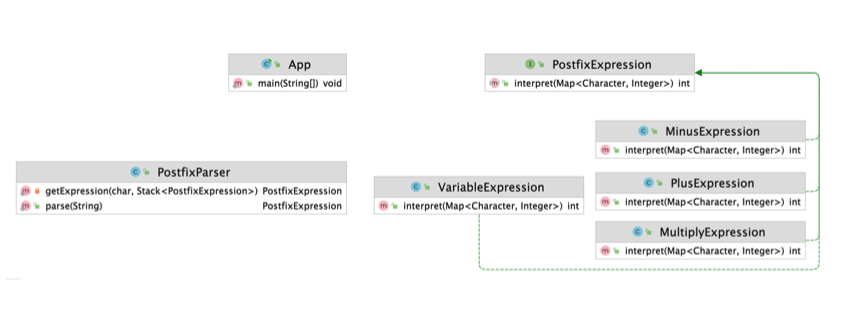 App
main(String[]) void
PostfixExpression
interpret(Map<Character, Integer>) int
MinusExpression
interpret(Map<Character, Integer>) int
PostfixParser
getExpression(char, Stack<PostfixExpression>) PostfixExpression
parse(String) PostfixExpression
VariableExpression
interpret(Map<Character, Integer>) int
PlusExpression
interpret(Map<Character, Integer>) int
MultiplyExpression
interpret(Map<Character, Integer>) int